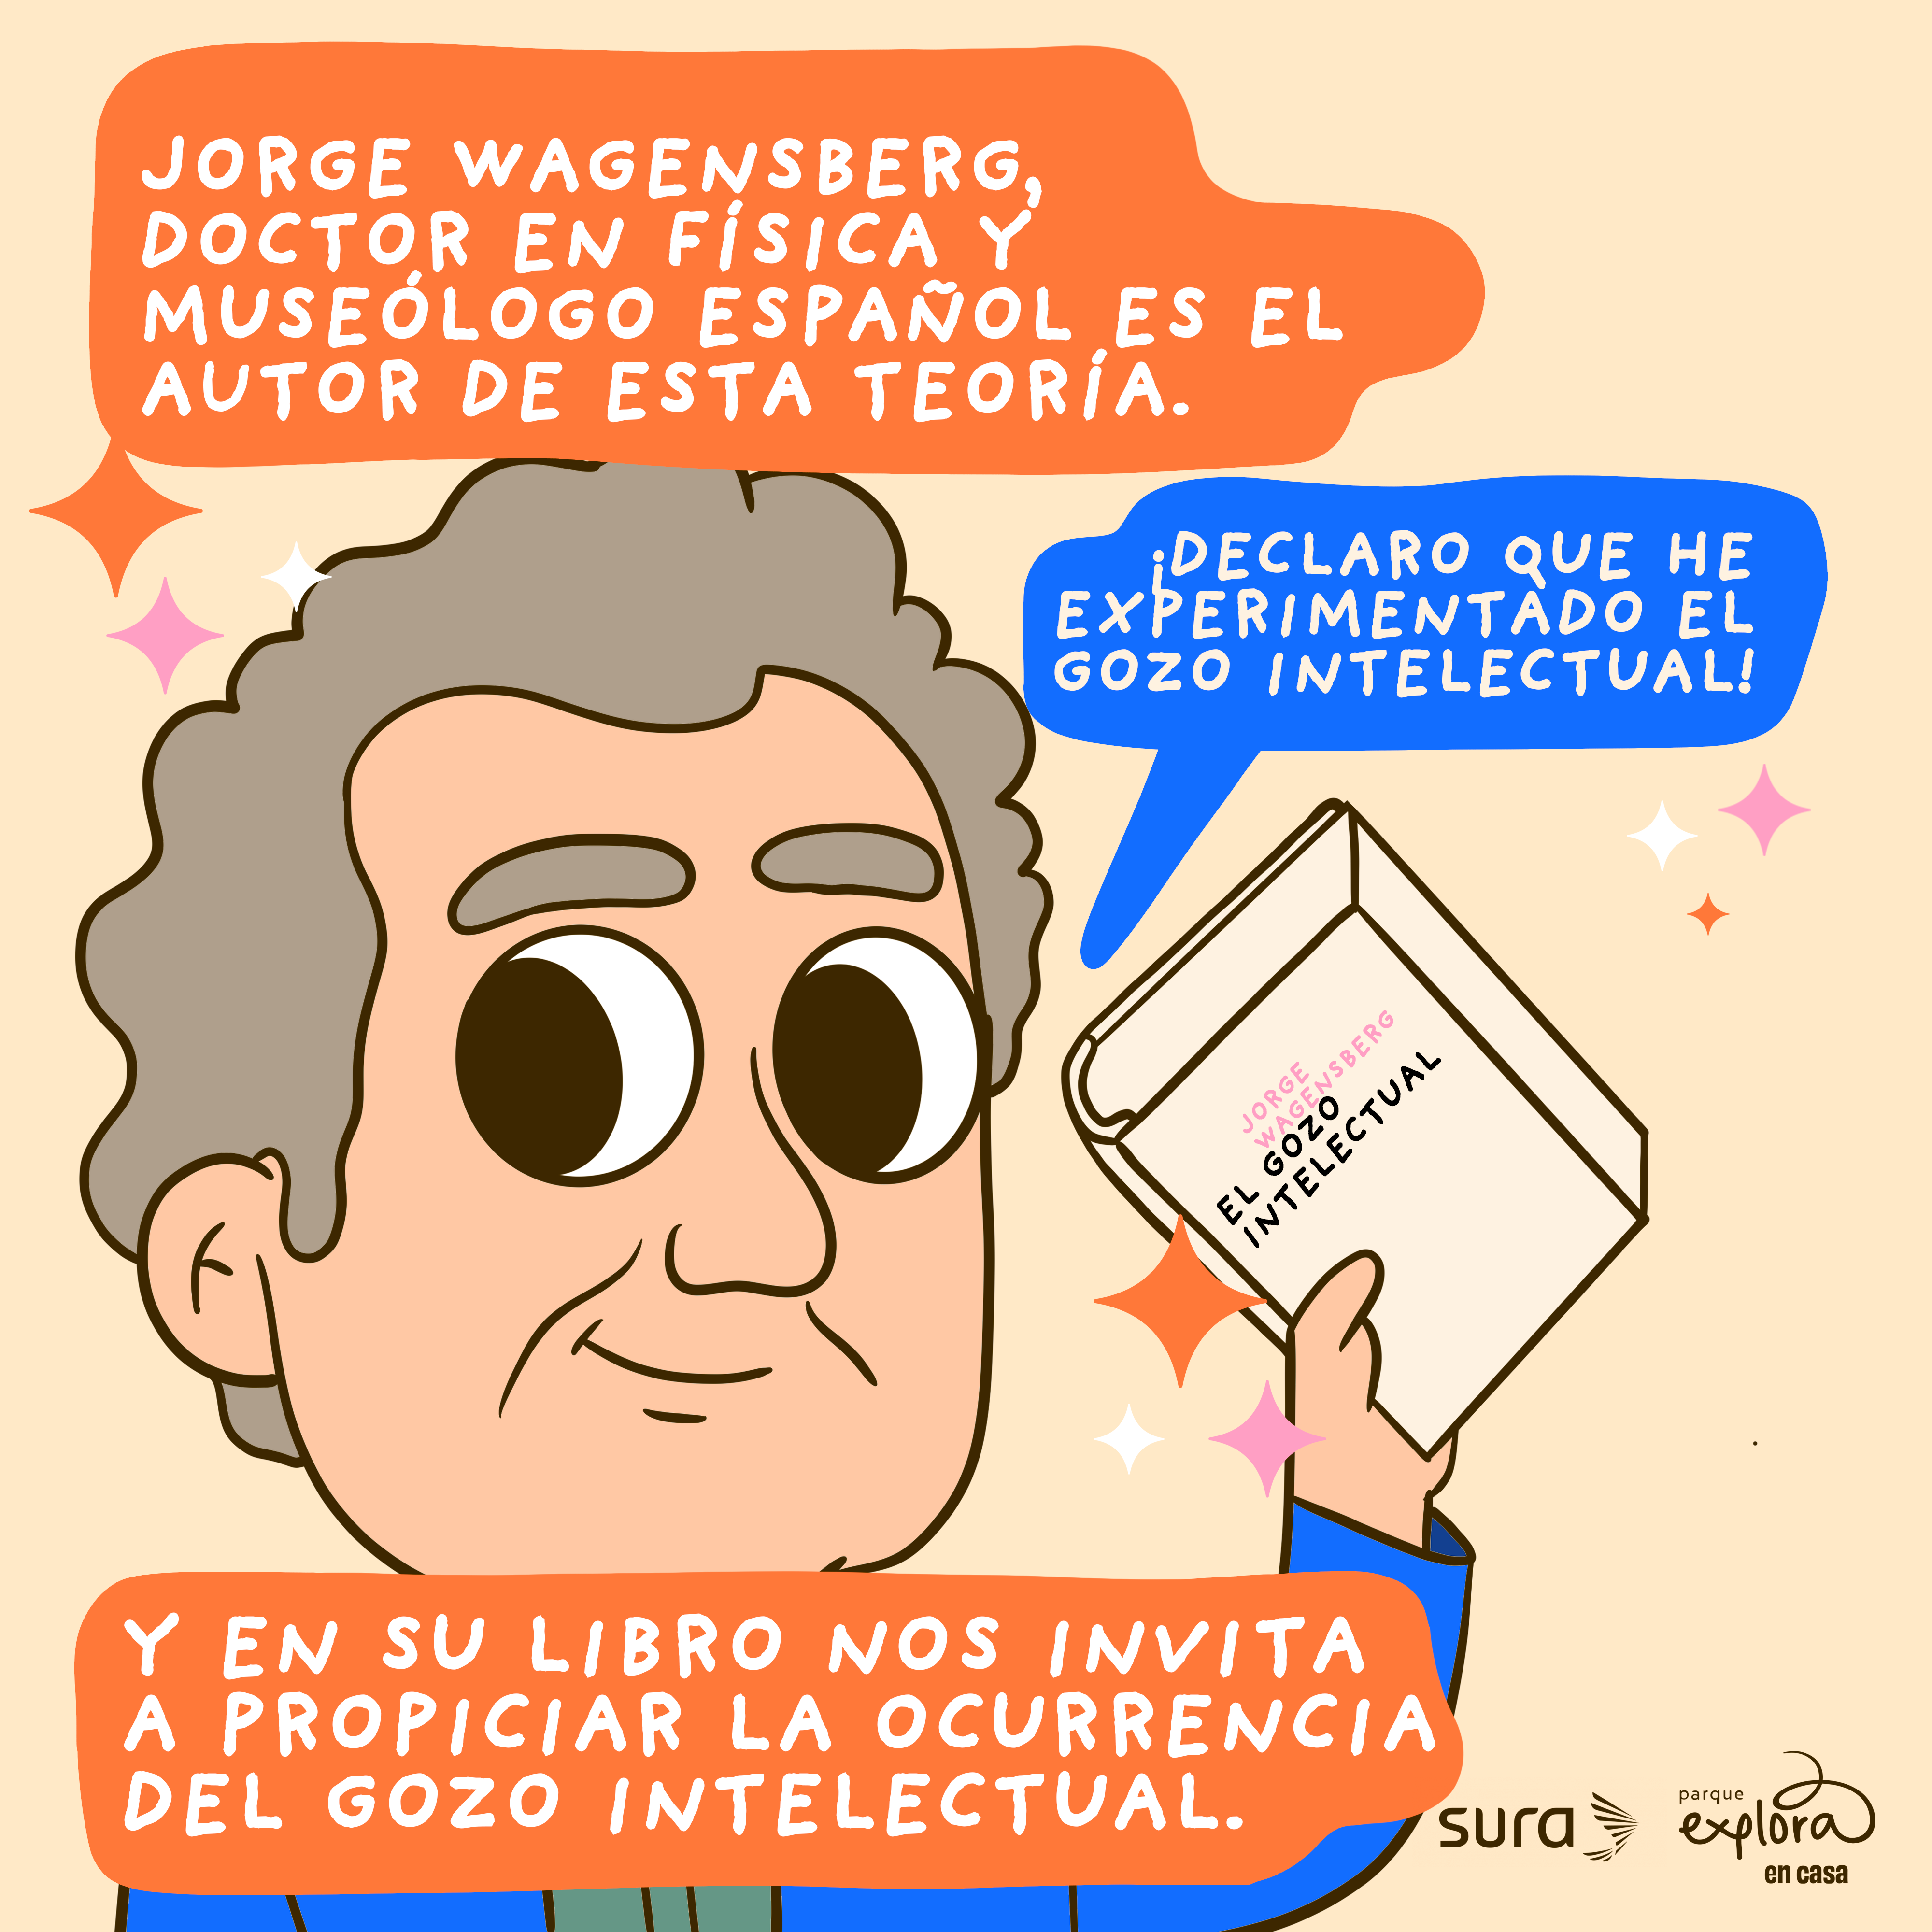 JORGE WAGENSBERG,
DOCTOR EN FÍSICA Y
MUSEÓLOGO ESPAÑOL ES EL
AUTOR DE ESTA TEORÍA.
¡DECLARO QUE HE
EXPERIMENTADO EL
GOZO INTELECTUAL!
JORGE
WAGENSBERG
EL GOZO
INTELECTUAL
Y EN SU LIBRO NOS INVITA
A PROPICIAR LA OCURRENCIA
DEL GOZO INTELECTUAL.
sura
parque
explora
en casa